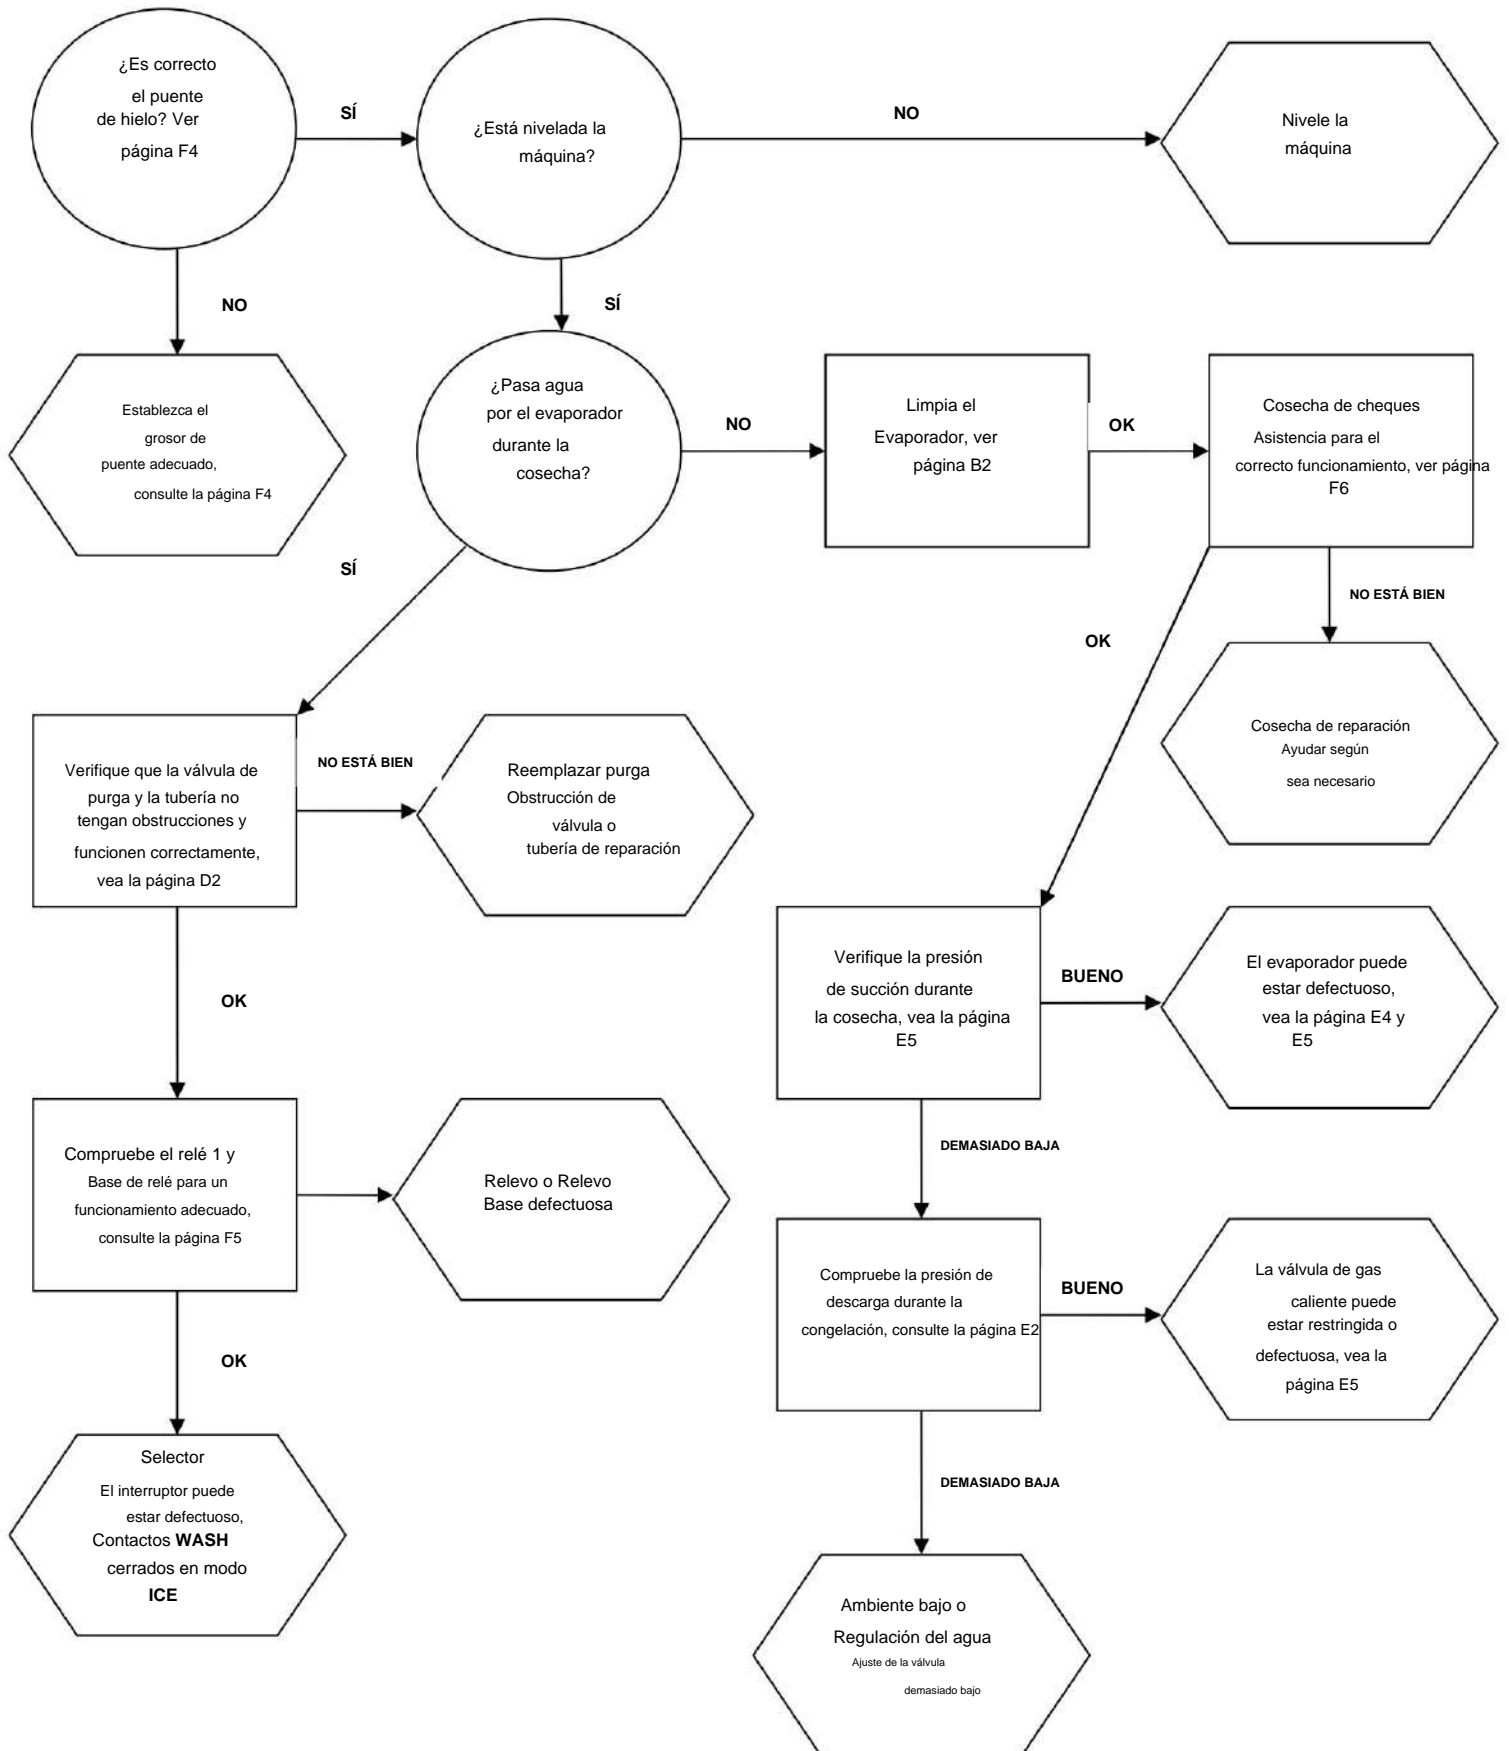 ¿Es correcto
el puente
de hielo? Ver
página F4
SÍ
¿Está nivelada la
máquina?
NO
Nivele la
máquina
NO
SÍ
Establezca el
grosor de
puente adecuado,
consulte la página F4
¿Pasa agua
por el evaporador
durante la
cosecha?
NO
Limpia el
Evaporador, ver
página B2
OK
Cosecha de cheques
Asistencia para el
correcto funcionamiento, ver página
F6
SÍ
OK
NO ESTÁ BIEN
Cosecha de reparación
Ayudar según
sea necesario
Verifique que la válvula de
purga y la tubería no
tengan obstrucciones y
funcionen correctamente,
vea la página D2
NO ESTÁ BIEN
Reemplazar purga
Obstrucción de
válvula o
tubería de reparación
Verifique la presión
de succión durante
la cosecha, vea la página
E5
BUENO
El evaporador puede
estar defectuoso,
vea la página E4 y
E5
OK
DEMASIADO BAJA
Compruebe el relé 1 y
Base de relé para un
funcionamiento adecuado,
consulte la página F5
Relevo o Relevo
Base defectuosa
Compruebe la presión de
descarga durante la
congelación, consulte la página E2
BUENO
La válvula de gas
caliente puede
estar restringida o
defectuosa, vea la
página E5
OK
DEMASIADO BAJA
Selector
El interruptor puede
estar defectuoso,
Contactos WASH
cerrados en modo
ICE
Ambiente bajo o
Regulación del agua
Ajuste de la válvula
demasiado bajo